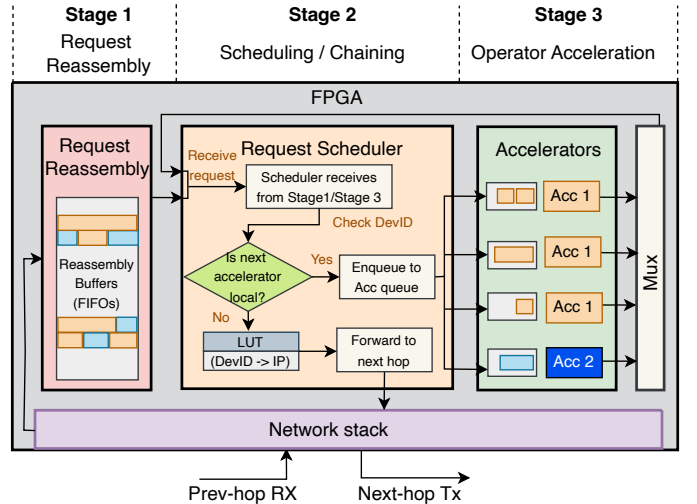 Stage 1
Request
Reassembly
Stage 2
Scheduling / Chaining
Stage 3
Operator Acceleration
FPGA
Request
Reassembly
Reassembly
Buffers
(FIFOs)
Request Scheduler
Receive
request
Scheduler receives
from Stage1/Stage 3
Check DevID
Is next
accelerator
local?
Yes
Enqueue to
Acc queue
No
LUT
(DevID -> IP)
Forward to
next hop
Accelerators
Acc 1
Acc 1
Acc 1
Acc 2
Mux
Network stack
Prev-hop RX
Next-hop Tx